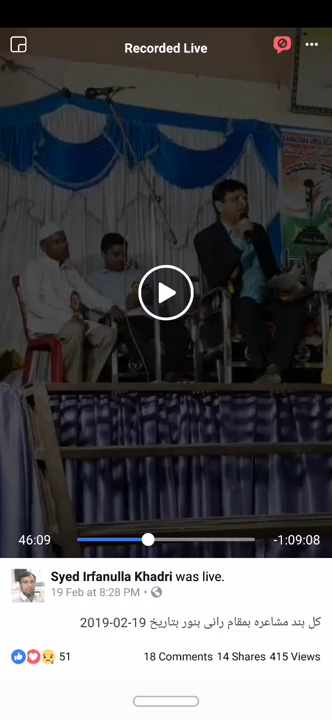 Recorded Live
46:09
-1:09:08
Syed Irfanulla Khadri was live.
19 Feb at 8:28 PM
کل ہند مشاعرہ بمقام رانی بنور بتاریخ 19-02-2019
51
18 Comments 14 Shares 415 Views